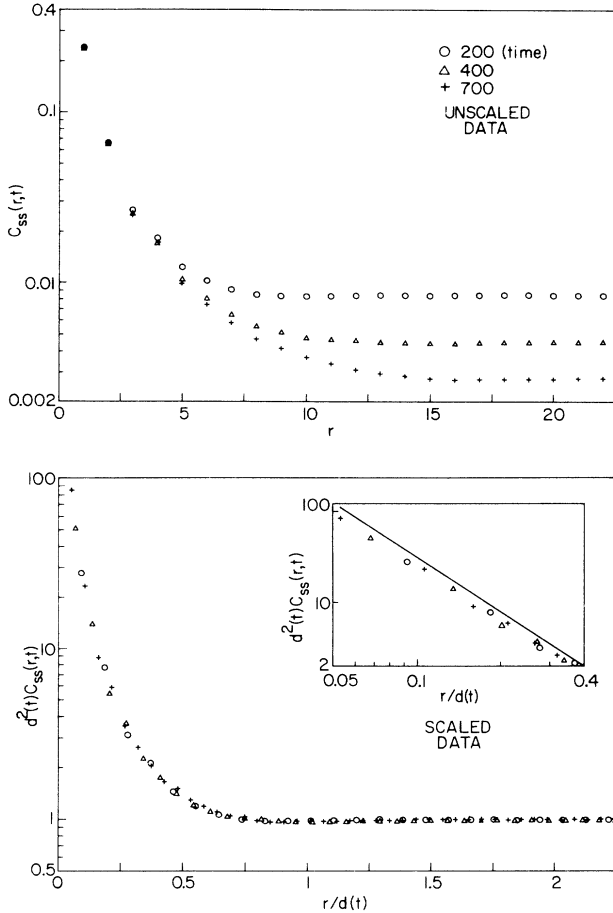 0.4
0.1
0.01
0.002
C_ss(r,t)
○ 200 (time)
△ 400
+ 700
UNSCALED
DATA
0 5 10 15 20
r
100
10
1
0.5
d²(t)C_ss(r,t)
100
10
2
d²(t)C_ss(r,t)
0.05 0.1 0.4
r/d(t)
SCALED
DATA
0 0.5 1 1.5 2
r/d(t)